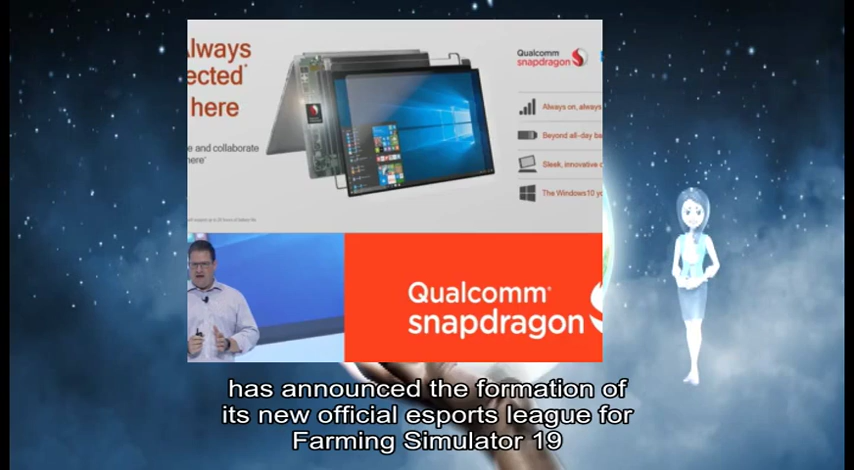 Always
ected*
here
e and collaborate
here*
Qualcomm
snapdragon
Always on, always
Beyond all-day ba
Sleek, innovative c
The Windows10 yo
Qualcomm®
snapdragon
has announced the formation of
its new official esports league for
Farming Simulator 19